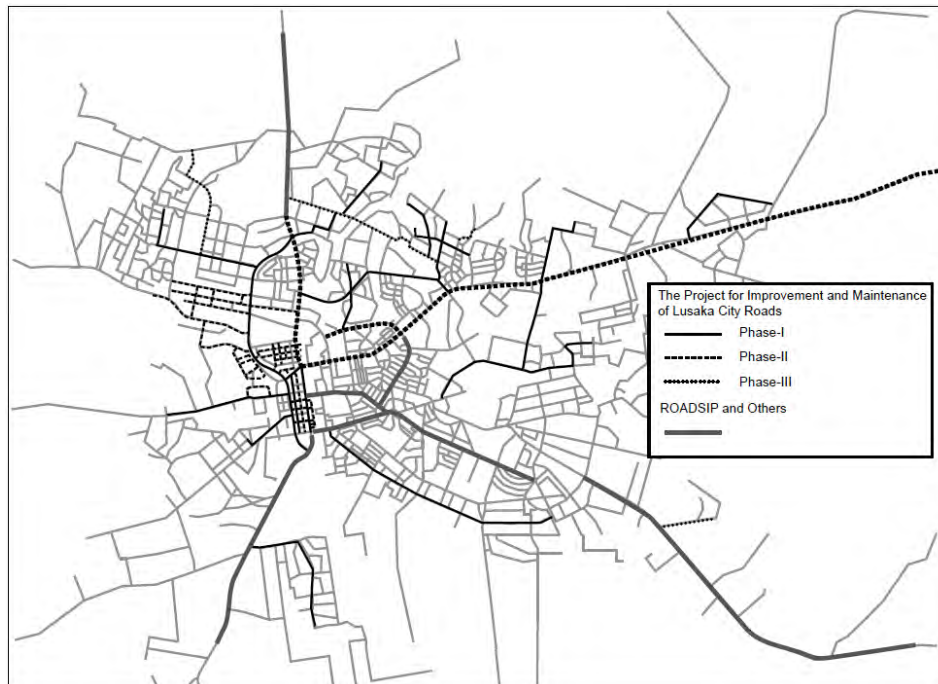 The Project for Improvement and Maintenance
of Lusaka City Roads
Phase-I
Phase-II
Phase-III
ROADSIP and Others